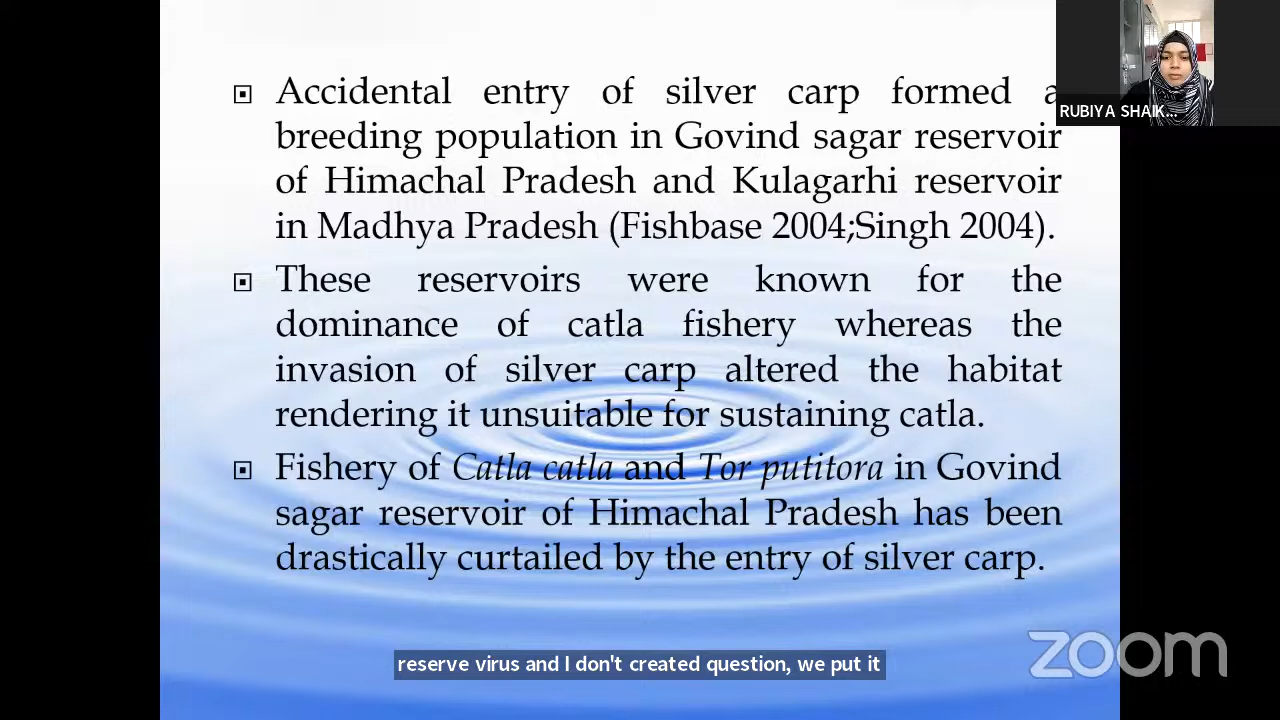 Accidental entry of silver carp formed a
breeding population in Govind sagar reservoir
of Himachal Pradesh and Kulagarhi reservoir
in Madhya Pradesh (Fishbase 2004;Singh 2004).
These reservoirs were known for the
dominance of catla fishery whereas the
invasion of silver carp altered the habitat
rendering it unsuitable for sustaining catla.
Fishery of Catla catla and Tor putitora in Govind
sagar reservoir of Himachal Pradesh has been
drastically curtailed by the entry of silver carp.
RUBIYA SHAIK...
reserve virus and I don't created question, we put it
zoom